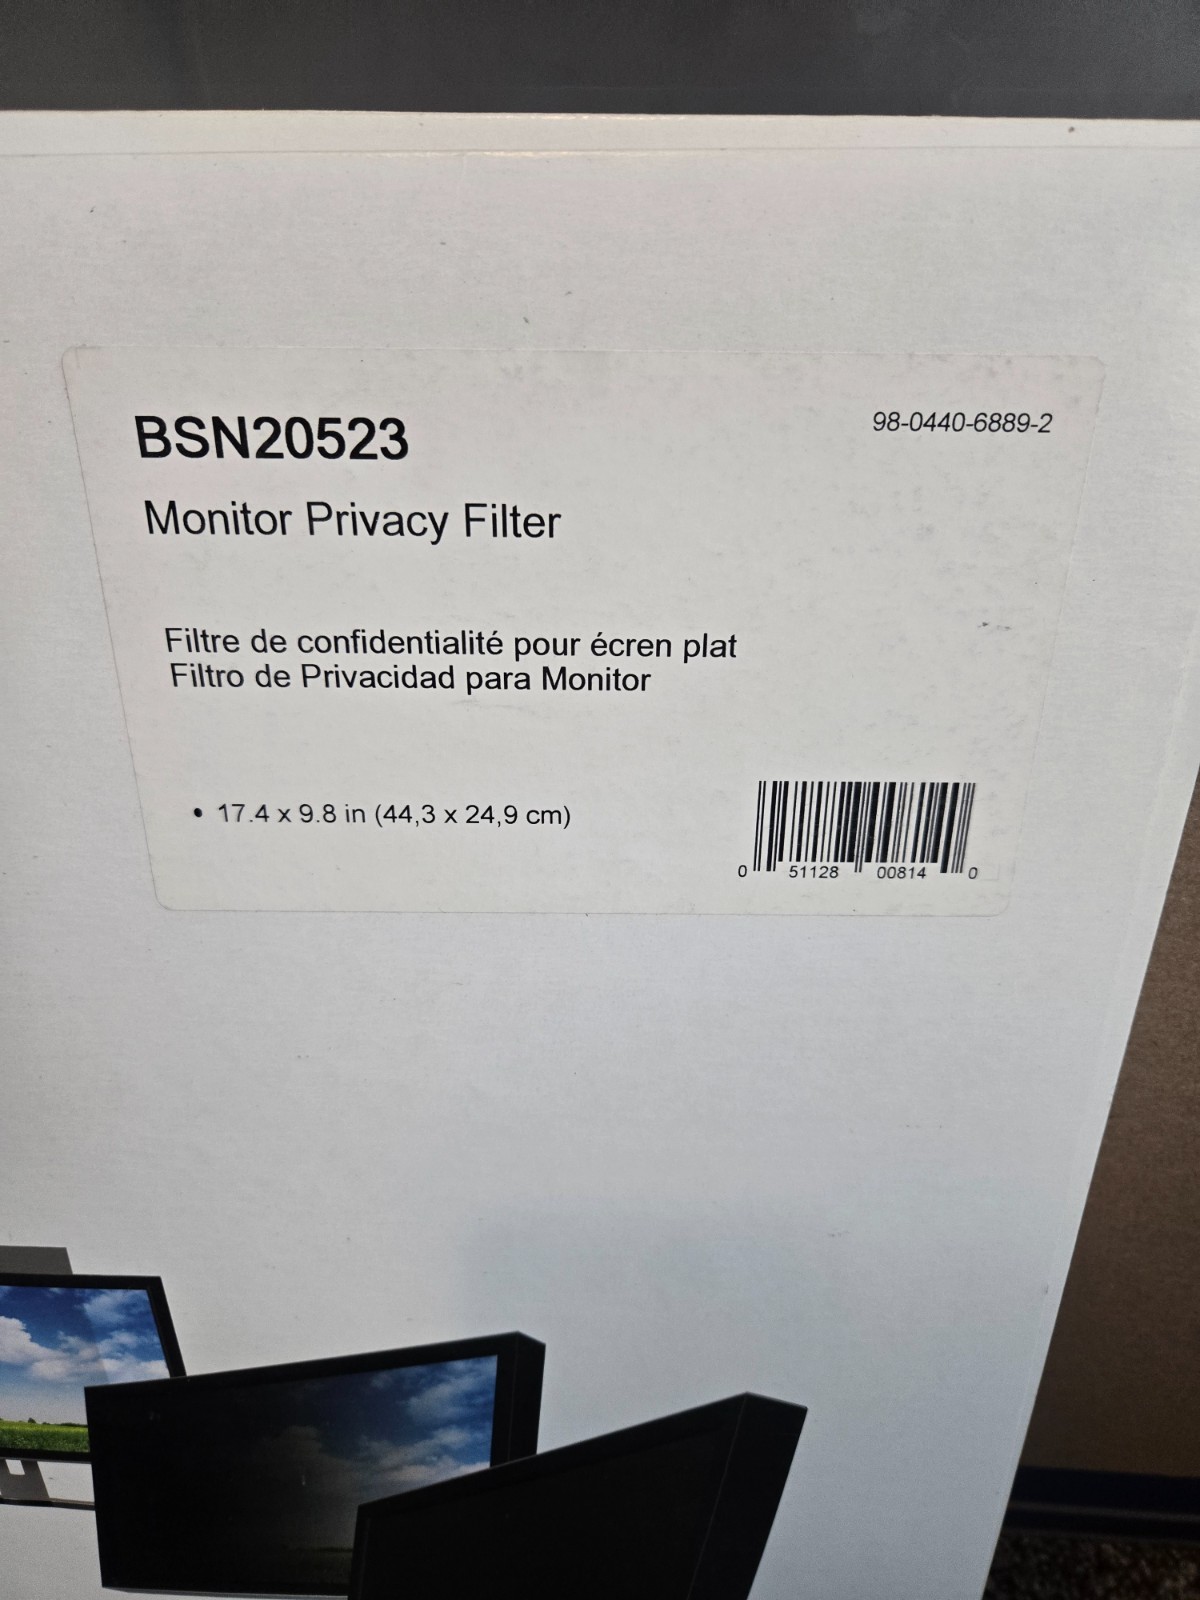 BSN20523
98-0440-6889-2
Monitor Privacy Filter
Filtre de confidentialité pour écren plat
Filtro de Privacidad para Monitor
• 17.4 x 9.8 in (44,3 x 24,9 cm)
0 51128 00814 0